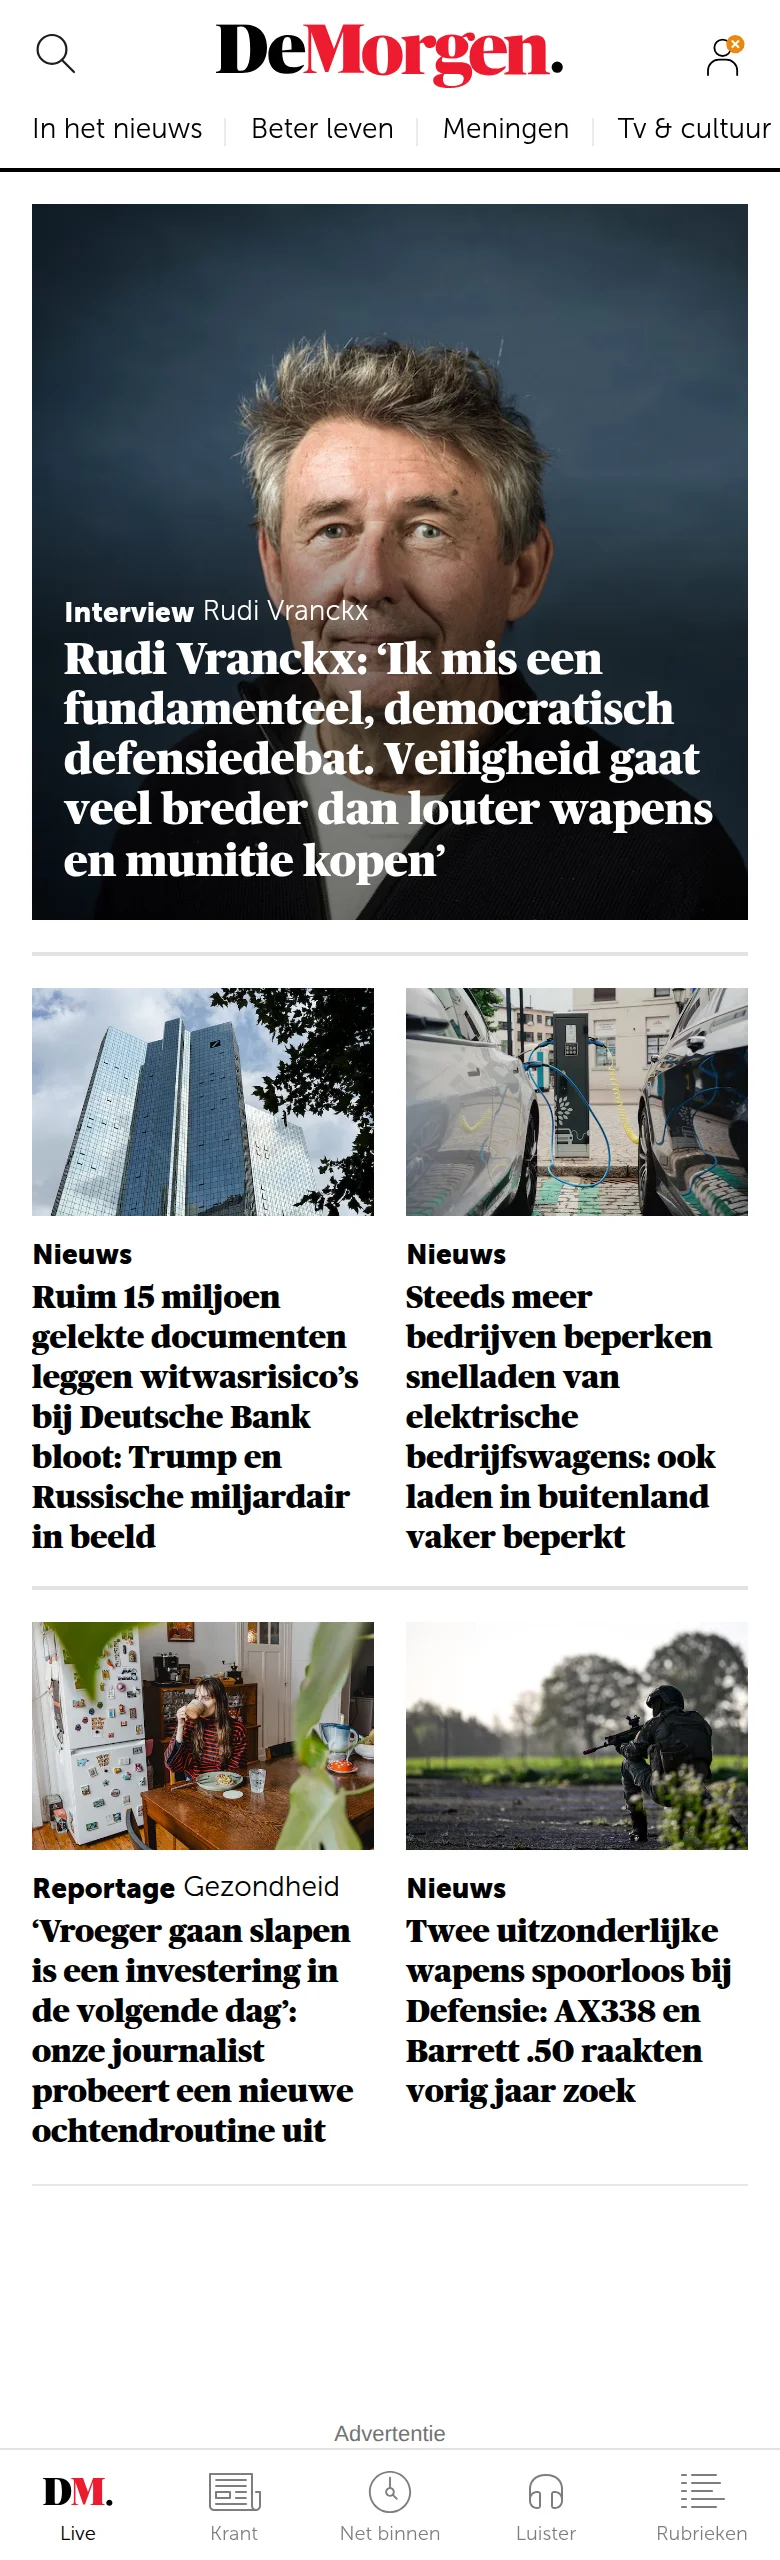 DeMorgen.
In het nieuws
Beter leven
Meningen
Tv & cultuur
Interview Rudi Vranckx
Rudi Vranckx: ‘Ik mis een
fundamenteel, democratisch
defensiedebat. Veiligheid gaat
veel breder dan louter wapens
en munitie kopen’
Nieuws
Ruim 15 miljoen
gelekte documenten
leggen witwasrisico’s
bij Deutsche Bank
bloot: Trump en
Russische miljardair
in beeld
Nieuws
Steeds meer
bedrijven beperken
snelladen van
elektrische
bedrijfswagens: ook
laden in buitenland
vaker beperkt
Reportage Gezondheid
‘Vroeger gaan slapen
is een investering in
de volgende dag’:
onze journalist
probeert een nieuwe
ochtendroutine uit
Nieuws
Twee uitzonderlijke
wapens spoorloos bij
Defensie: AX338 en
Barrett .50 raakten
vorig jaar zoek
Advertentie
DM.
Live
Krant
Net binnen
Luister
Rubrieken